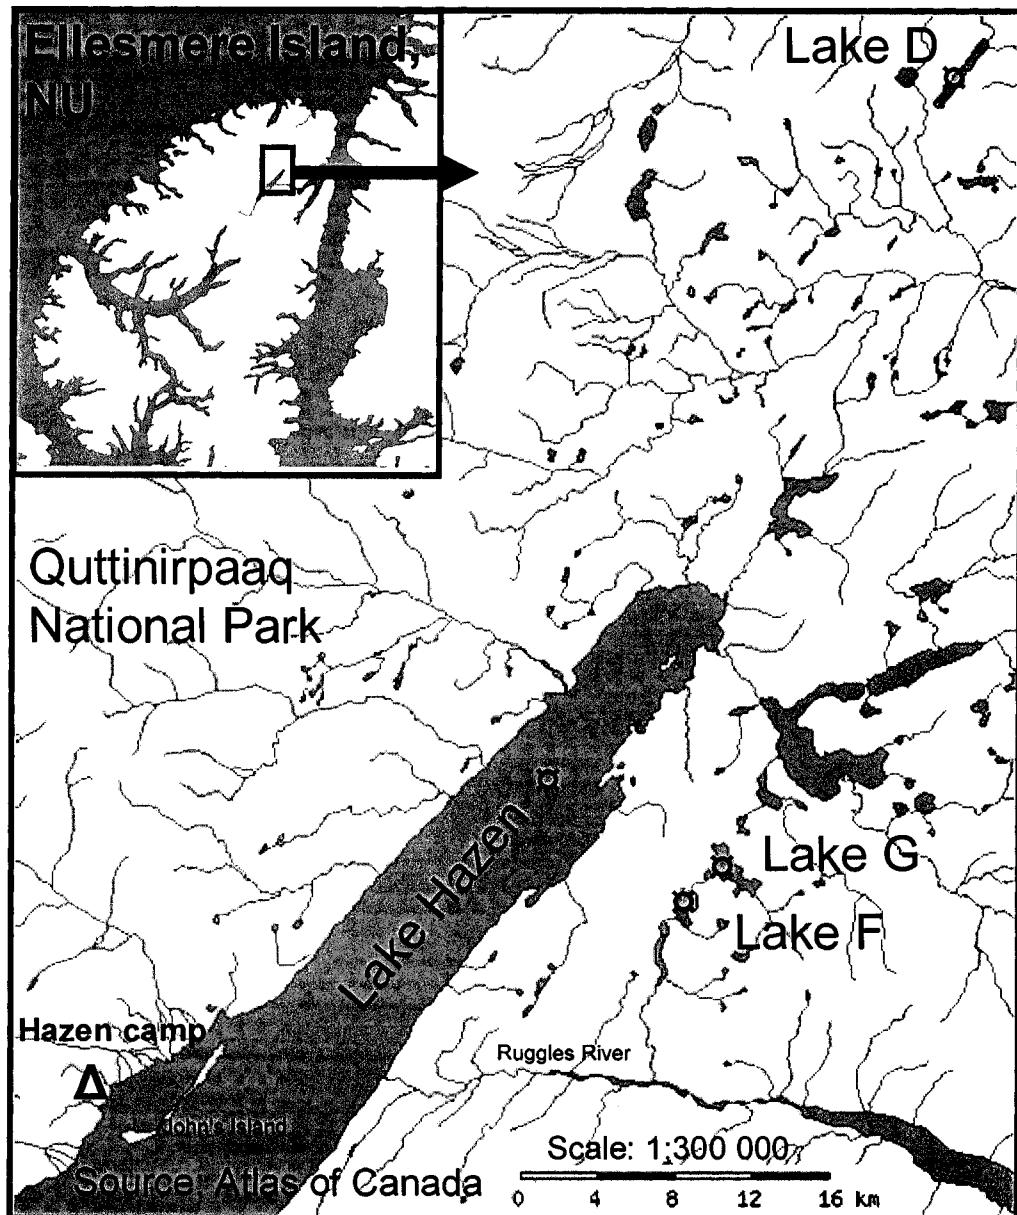 Ellesmere Island,
NU
Lake D
Quttinirpaaq
National Park
Lake Hazen
Lake G
Lake F
Hazen camp
Δ
Ruggles River
John's Island
Scale: 1:300 000
Source: Atlas of Canada
0 4 8 12 16 km